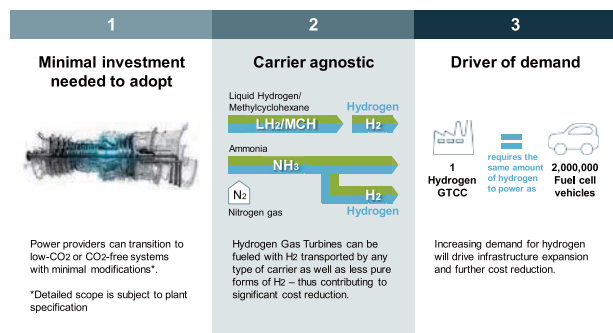 1
Minimal investment
needed to adopt
Power providers can transition to
low-CO2 or CO2-free systems
with minimal modifications*.
*Detailed scope is subject to plant
specification
2
Carrier agnostic
Liquid Hydrogen/
Methylcyclohexane
Hydrogen
LH2/MCH
H2
Ammonia
NH3
N2
H2
Nitrogen gas
Hydrogen
Hydrogen Gas Turbines can be
fueled with H2 transported by any
type of carrier as well as less pure
forms of H2 – thus contributing to
significant cost reduction.
3
Driver of demand
1
Hydrogen
GTCC
requires the
same amount
of hydrogen
to power as
2,000,000
Fuel cell
vehicles
Increasing demand for hydrogen
will drive infrastructure expansion
and further cost reduction.